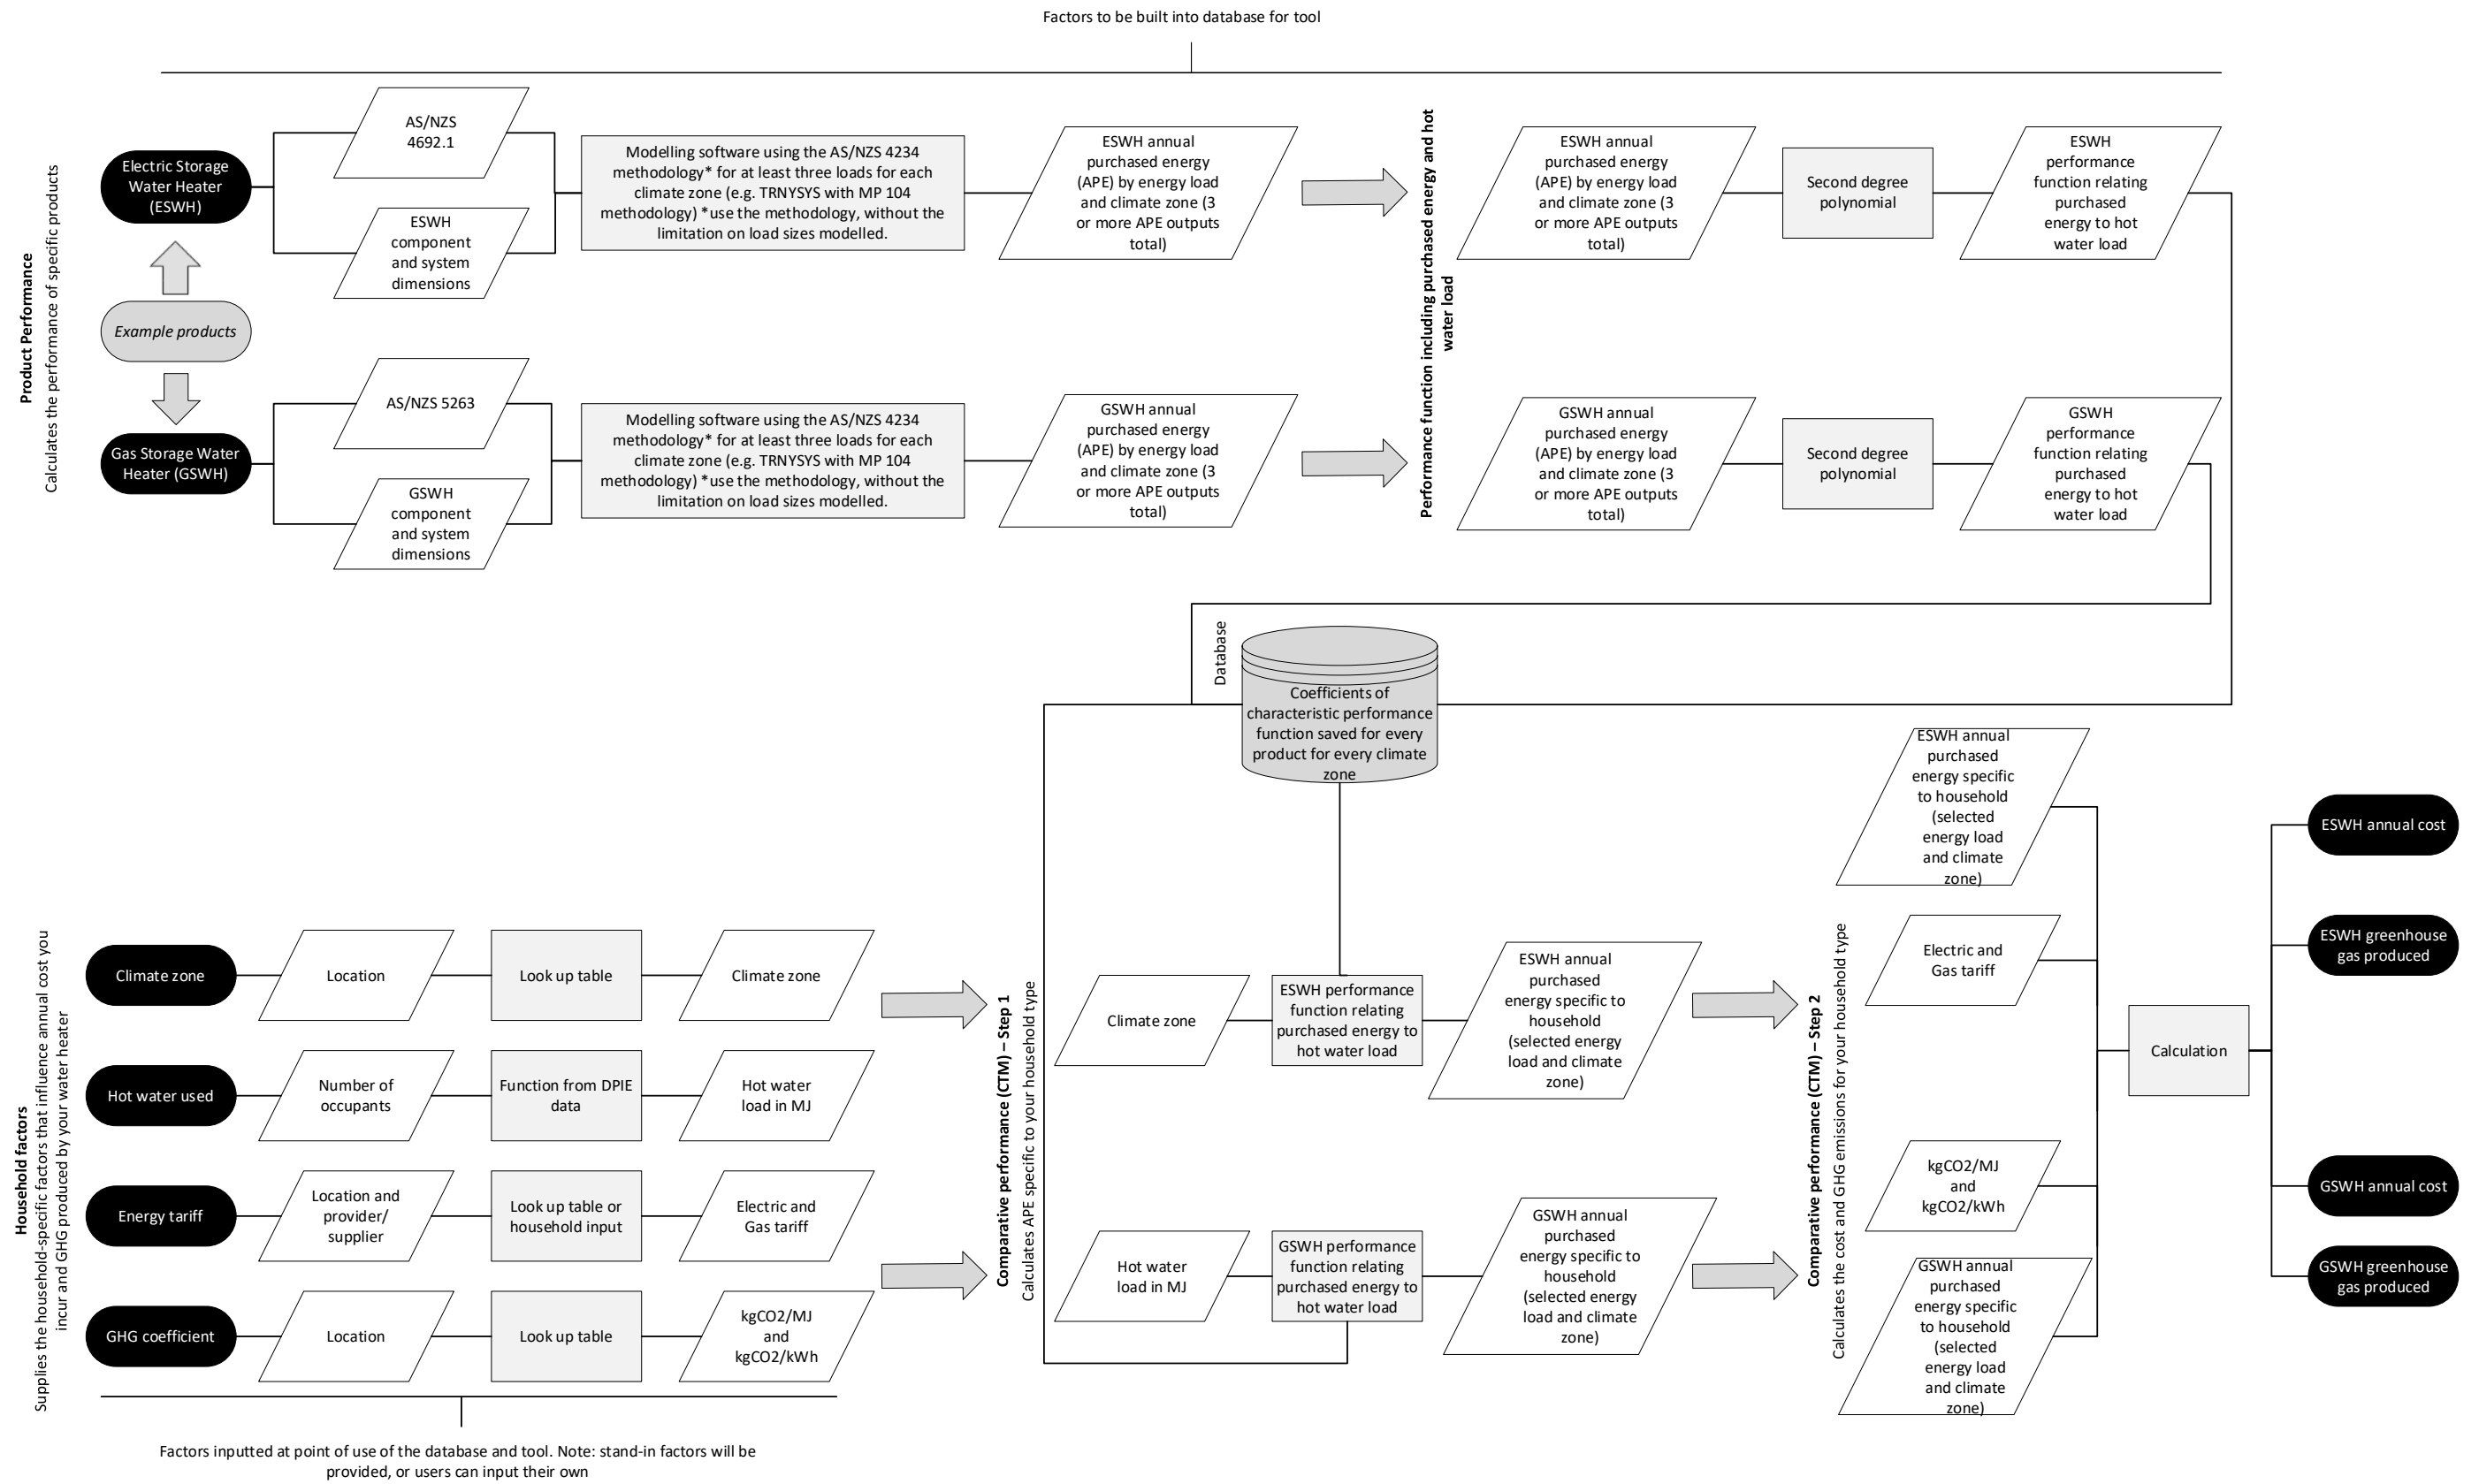 Factors to be built into database for tool
Product Performance
Calculates the performance of specific products
Electric Storage
Water Heater
(ESWH)
AS/NZS
4692.1
ESWH
component
and system
dimensions
Modelling software using the AS/NZS 4234
methodology* for at least three loads for each
climate zone (e.g. TRNYSYS with MP 104
methodology) *use the methodology, without the
limitation on load sizes modelled.
ESWH annual
purchased energy
(APE) by energy load
and climate zone (3
or more APE outputs
total)
Performance function including purchased energy and hot
water load
ESWH annual
purchased energy
(APE) by energy load
and climate zone (3
or more APE outputs
total)
Second degree
polynomial
ESWH
performance
function relating
purchased
energy to hot
water load
Example products
Gas Storage Water
Heater (GSWH)
AS/NZS 5263
GSWH
component
and system
dimensions
Modelling software using the AS/NZS 4234
methodology* for at least three loads for each
climate zone (e.g. TRNYSYS with MP 104
methodology) *use the methodology, without the
limitation on load sizes modelled.
GSWH annual
purchased energy
(APE) by energy load
and climate zone (3
or more APE outputs
total)
GSWH annual
purchased energy
(APE) by energy load
and climate zone (3
or more APE outputs
total)
Second degree
polynomial
GSWH
performance
function relating
purchased
energy to hot
water load
Database
Coefficients of
characteristic performance
function saved for every
product for every climate
zone
Household factors
Supplies the household-specific factors that influence annual cost you
incur and GHG produced by your water heater
Climate zone
Location
Look up table
Climate zone
Hot water used
Number of
occupants
Function from DPIE
data
Hot water
load in MJ
Energy tariff
Location and
provider/
supplier
Look up table or
household input
Electric and
Gas tariff
GHG coefficient
Location
Look up table
kgCO2/MJ
and
kgCO2/kWh
Factors inputted at point of use of the database and tool. Note: stand-in factors will be
provided, or users can input their own
Comparative performance (CTM) – Step 1
Calculates APE specific to your household type
Climate zone
ESWH performance
function relating
purchased energy to
hot water load
ESWH annual
purchased
energy specific to
household
(selected energy
load and climate
zone)
Hot water
load in MJ
GSWH performance
function relating
purchased energy to
hot water load
GSWH annual
purchased
energy specific to
household
(selected energy
load and climate
zone)
Comparative performance (CTM) – Step 2
Calculates the cost and GHG emissions for your household type
ESWH annual
purchased
energy specific
to household
(selected
energy load
and climate
zone)
Electric and
Gas tariff
kgCO2/MJ
and
kgCO2/kWh
GSWH annual
purchased
energy specific
to household
(selected
energy load
and climate
zone)
Calculation
ESWH annual cost
ESWH greenhouse
gas produced
GSWH annual cost
GSWH greenhouse
gas produced